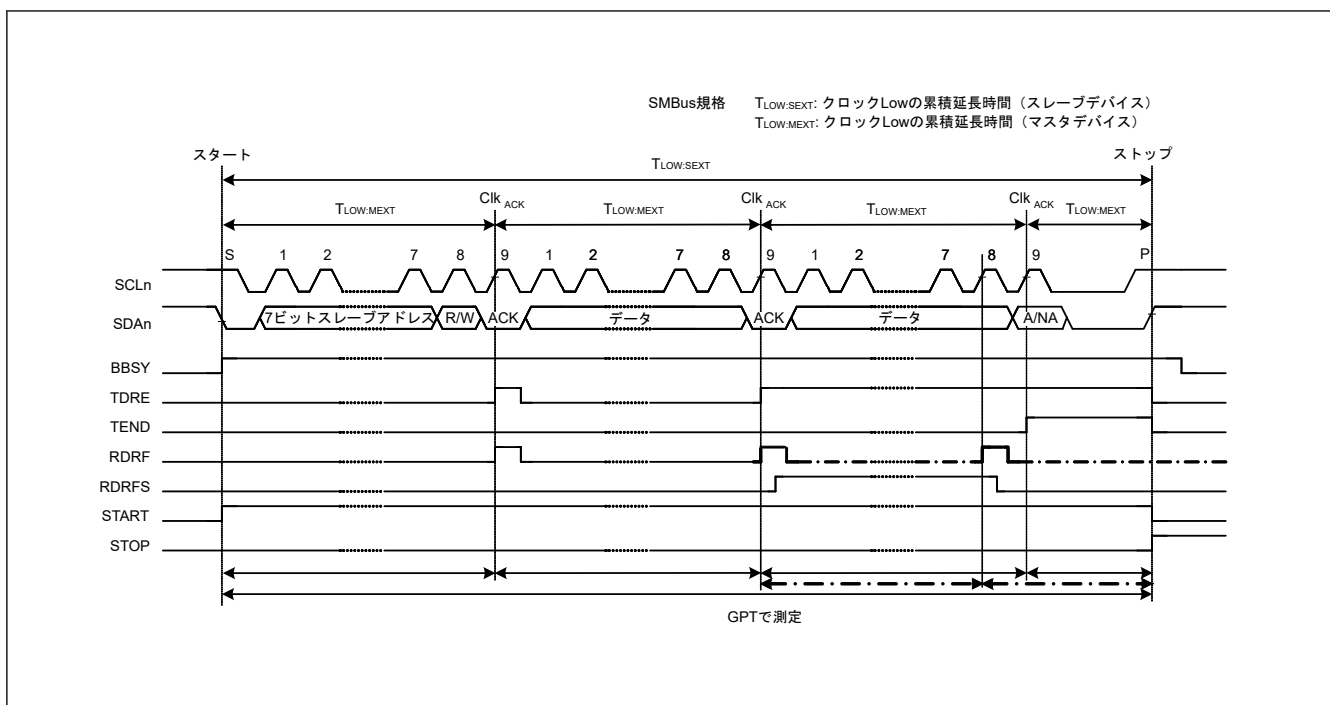 SMBus規格 TLOW:SEXT: クロックLowの累積延長時間（スレーブデバイス）
TLOW:MEXT: クロックLowの累積延長時間（マスタデバイス）
スタート ストップ
TLOW:SEXT
Clk ACK Clk ACK Clk ACK
TLOW:MEXT TLOW:MEXT TLOW:MEXT TLOW:MEXT
S 1 2 7 8 9 1 2 7 8 9 1 2 7 8 9 P
SCLn
SDAn 7ビットスレーブアドレス R/W ACK データ ACK データ A/NA
BBSY
TDRE
TEND
RDRF
RDRFS
START
STOP
GPTで測定